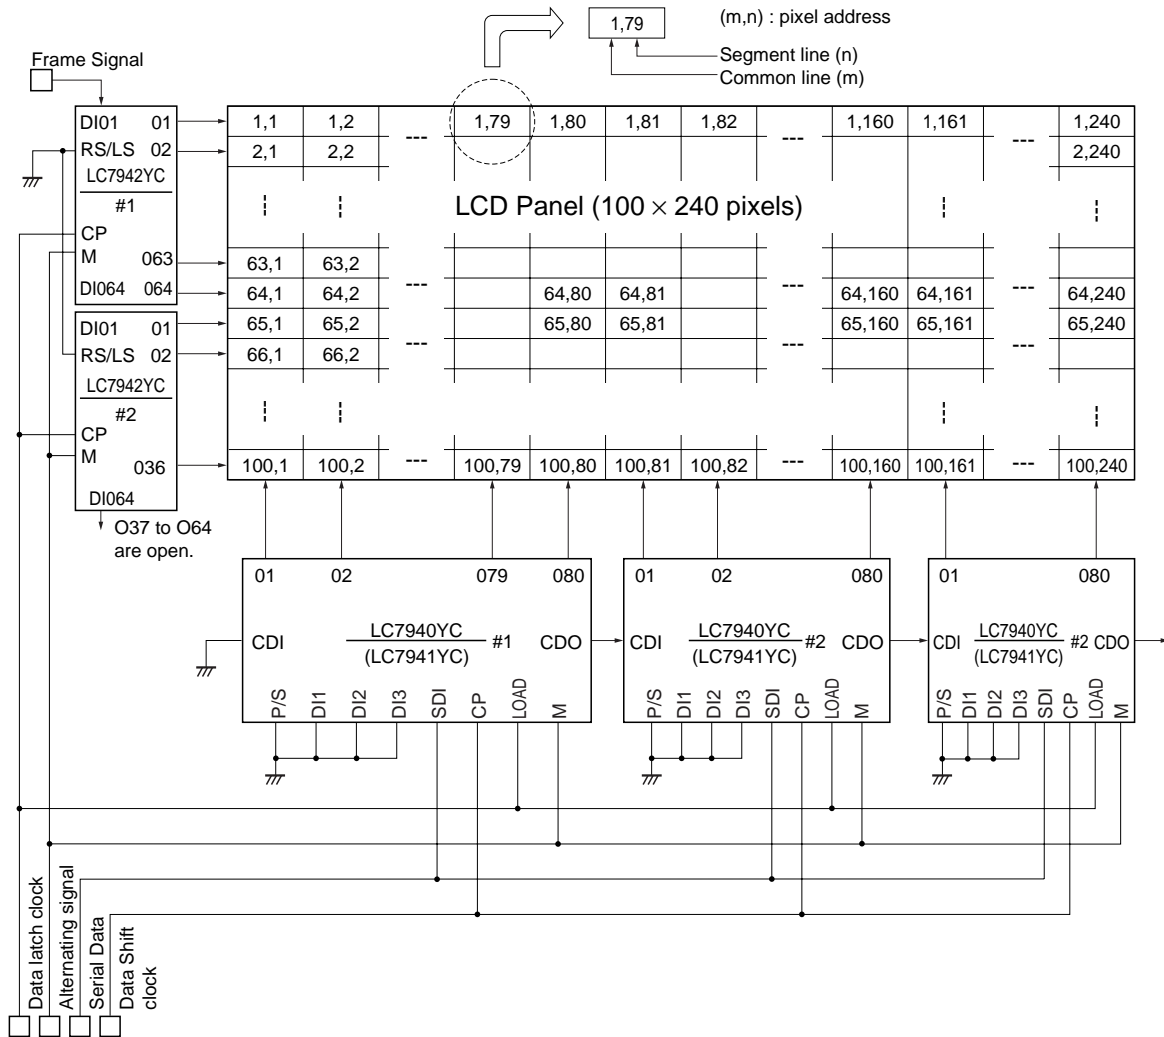 1,79
(m,n) : pixel address
Segment line (n)
Common line (m)
Frame Signal
DI01 01
RS/LS 02
LC7942YC
#1
CP
M 063
DI064 064
DI01 01
RS/LS 02
LC7942YC
#2
CP
M 036
DI064
O37 to O64
are open.
1,1 1,2 --- 1,79 1,80 1,81 1,82 --- 1,160 1,161 --- 1,240
2,1 2,2 2,240
LCD Panel (100 × 240 pixels)
63,1 63,2
64,1 64,2 --- 64,80 64,81 --- 64,160 64,161 --- 64,240
65,1 65,2 65,80 65,81 65,160 65,161 65,240
66,1 66,2 --- --- ---
100,1 100,2 --- 100,79 100,80 100,81 100,82 --- 100,160 100,161 --- 100,240
01 02 079 080
CDI LC7940YC #1 CDO
(LC7941YC)
P/S DI1 DI2 DI3 SDI CP LOAD M
01 02 080
CDI LC7940YC #2 CDO
(LC7941YC)
P/S DI1 DI2 DI3 SDI CP LOAD M
01 080
CDI LC7940YC #2 CDO
(LC7941YC)
P/S DI1 DI2 DI3 SDI CP LOAD M
Data latch clock
Alternating signal
Serial Data
Data Shift
clock